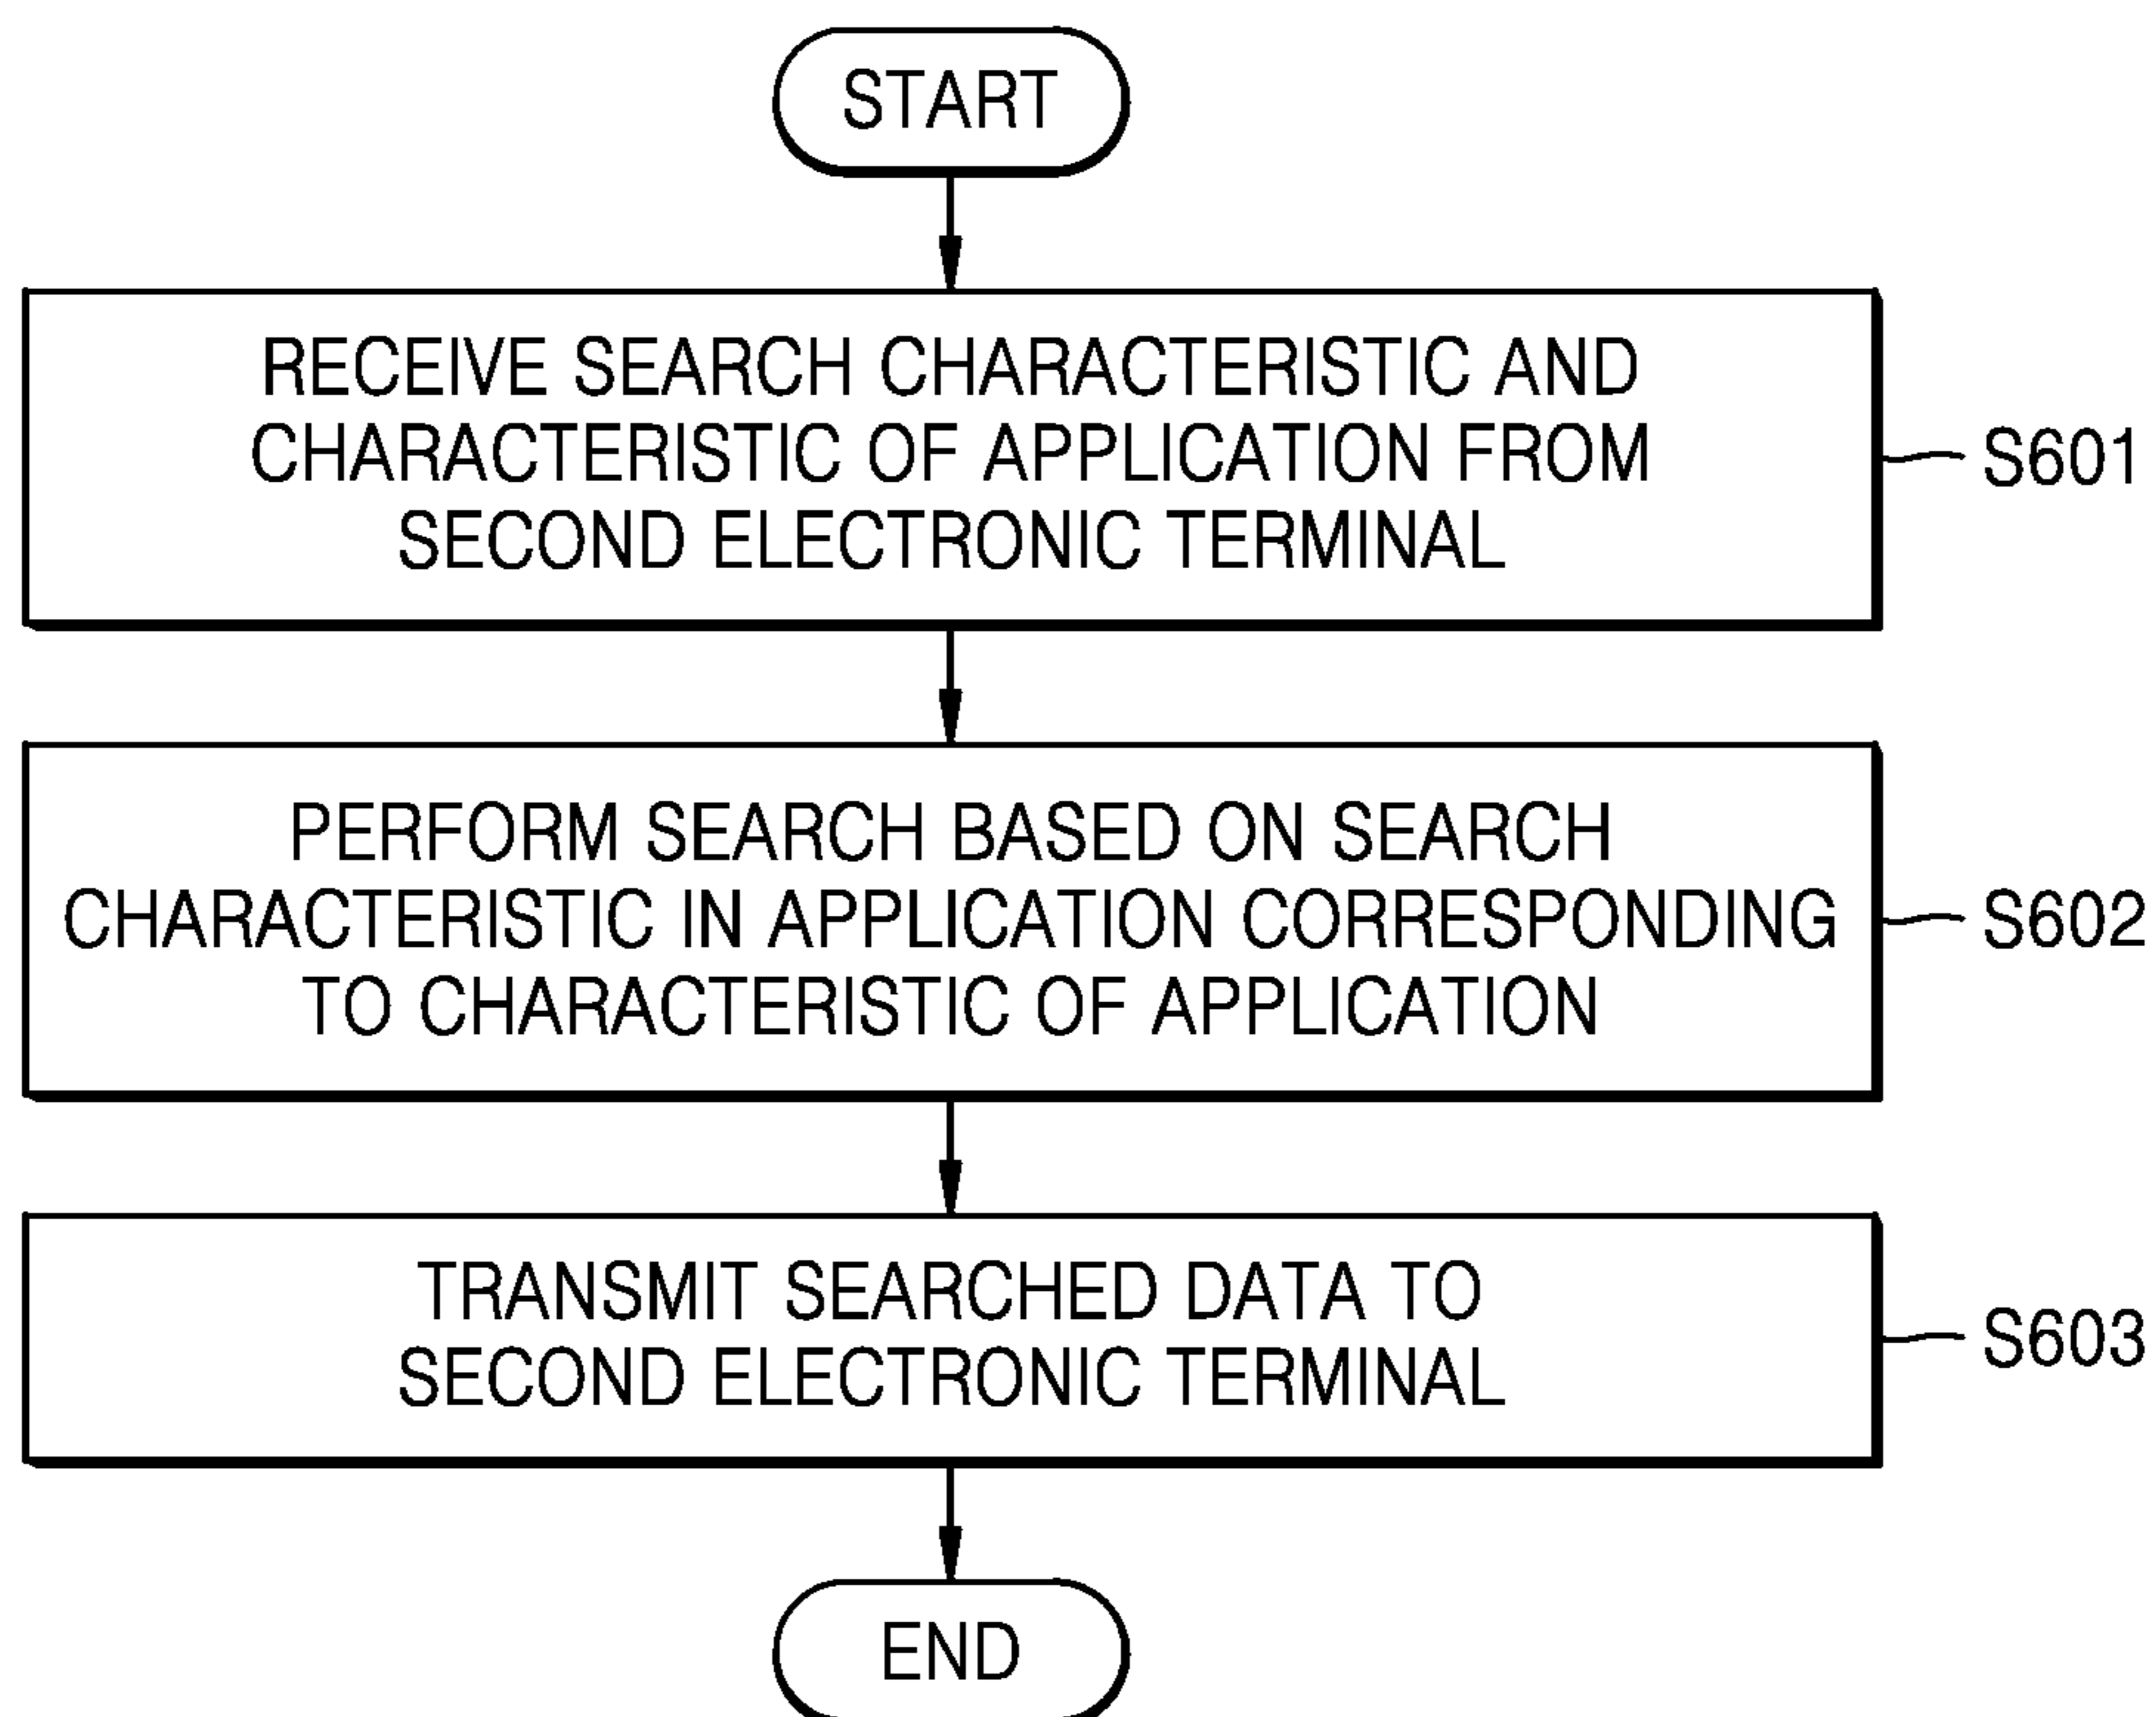 START
RECEIVE SEARCH CHARACTERISTIC AND
CHARACTERISTIC OF APPLICATION FROM
SECOND ELECTRONIC TERMINAL
S601
PERFORM SEARCH BASED ON SEARCH
CHARACTERISTIC IN APPLICATION CORRESPONDING
TO CHARACTERISTIC OF APPLICATION
S602
TRANSMIT SEARCHED DATA TO
SECOND ELECTRONIC TERMINAL
S603
END